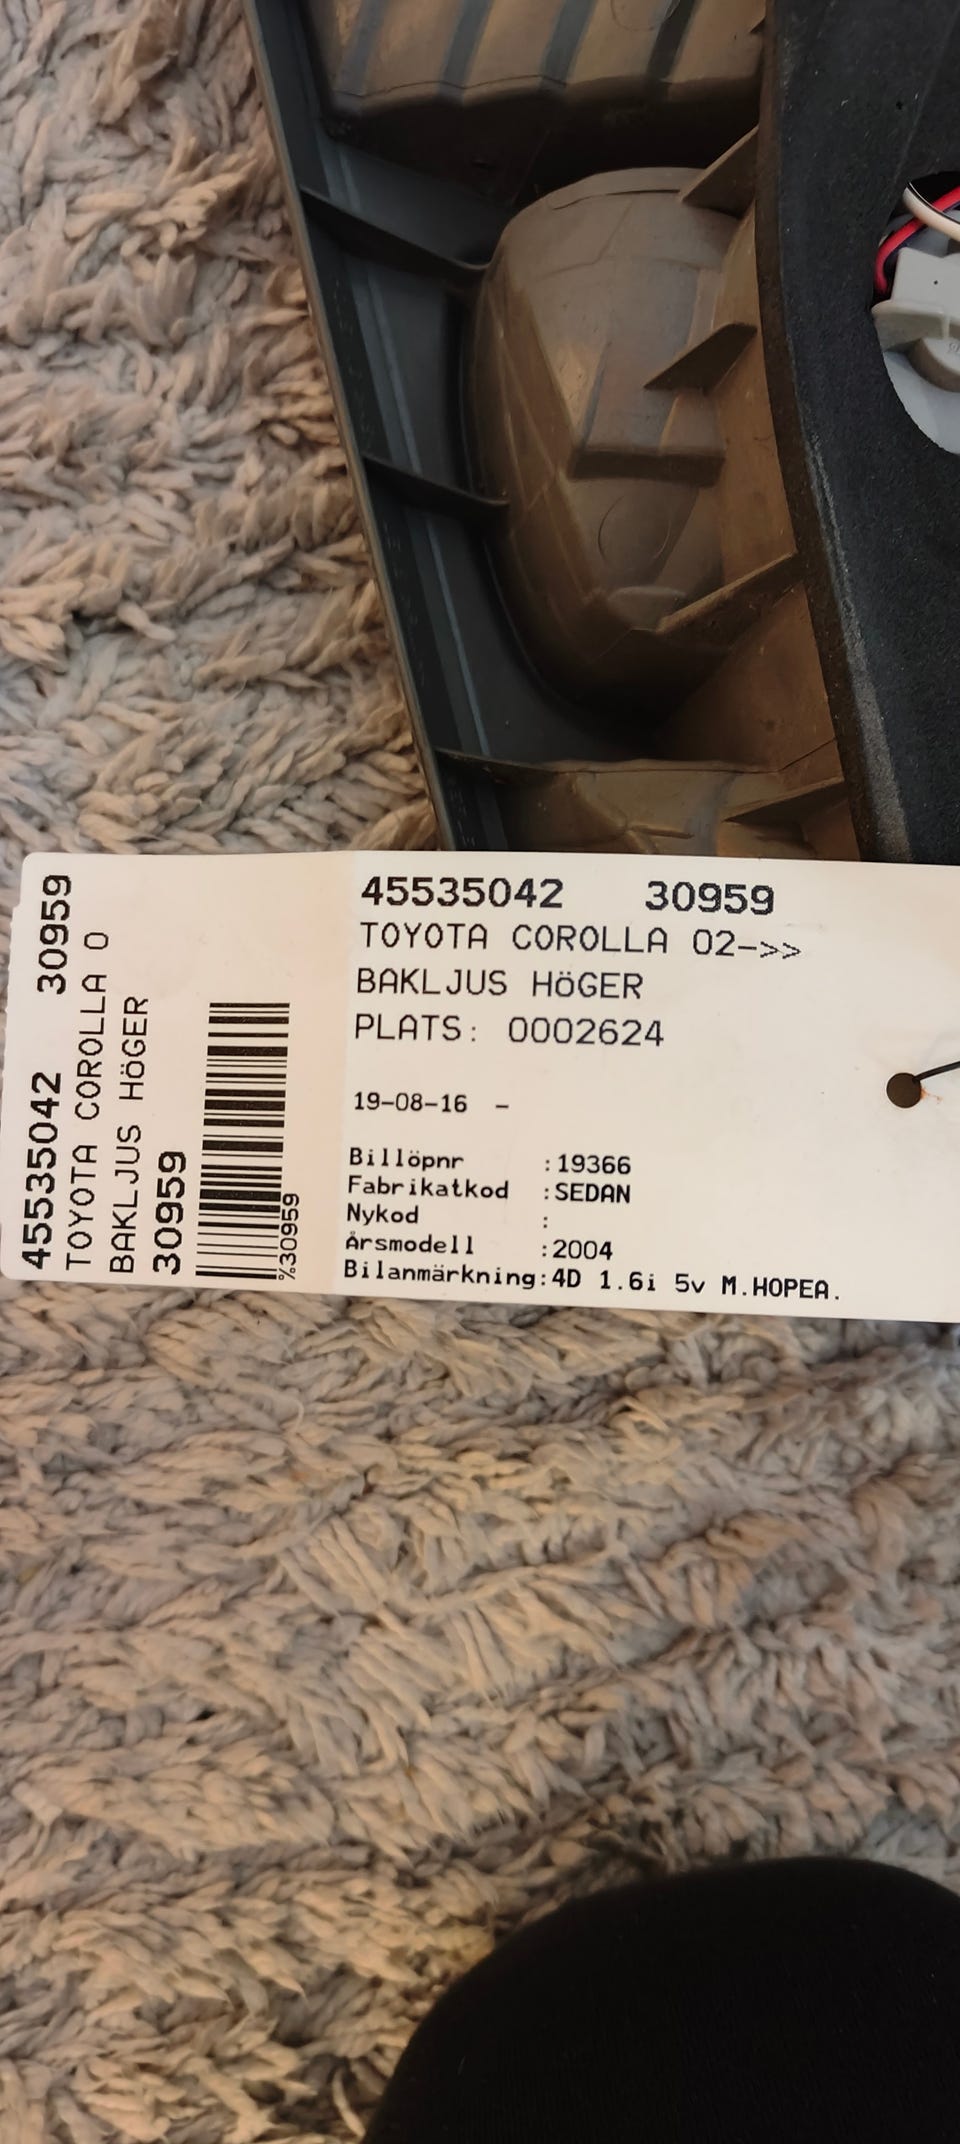 45535042 30959
TOYOTA COROLLA 0
BAKLJUS HöGER
30959
%30959
45535042 30959
TOYOTA COROLLA 02->>
BAKLJUS HöGER
PLATS: 0002624
19-08-16 -
Billöpnr :19366
Fabrikatkod :SEDAN
Nykod :
Årsmodell :2004
Bilanmärkning:4D 1.6i 5v M.HOPEA.